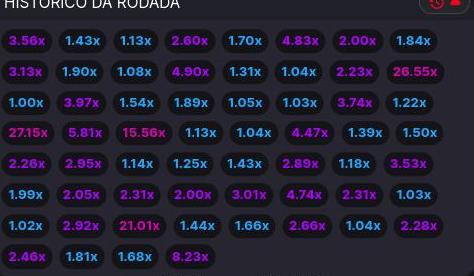 HISTÓRICO DA RODADA
3.56x 1.43x 1.13x 2.60x 1.70x 4.83x 2.00x 1.84x
3.13x 1.90x 1.08x 4.90x 1.31x 1.04x 2.23x 26.55x
1.00x 3.97x 1.54x 1.89x 1.05x 1.03x 3.74x 1.22x
27.15x 5.81x 15.56x 1.13x 1.04x 4.47x 1.39x 1.50x
2.26x 2.95x 1.14x 1.25x 1.43x 2.89x 1.18x 3.53x
1.99x 2.05x 2.31x 2.00x 3.01x 4.74x 2.31x 1.03x
1.02x 2.92x 21.01x 1.44x 1.66x 2.66x 1.04x 2.28x
2.46x 1.81x 1.68x 8.23x